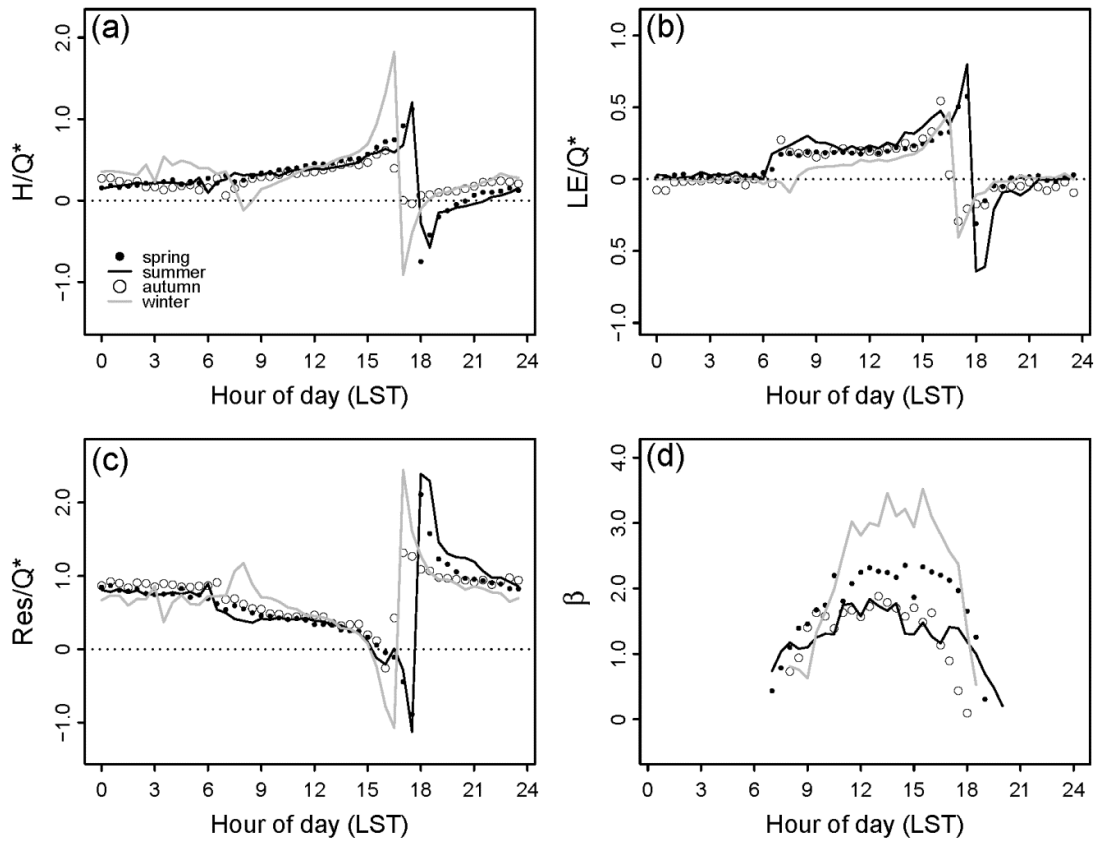 (a)
H/Q*
2.0
1.0
0
−1.0
spring
summer
autumn
winter
0 3 6 9 12 15 18 21 24
Hour of day (LST)
(b)
LE/Q*
1.0
0.5
0.0
0.5
−1.0
0 3 6 9 12 15 18 21 24
Hour of day (LST)
(c)
Res/Q*
2.0
1.0
0
−1.0
0 3 6 9 12 15 18 21 24
Hour of day (LST)
(d)
β
4.0
3.0
2.0
1.0
0
0 3 6 9 12 15 18 21 24
Hour of day (LST)